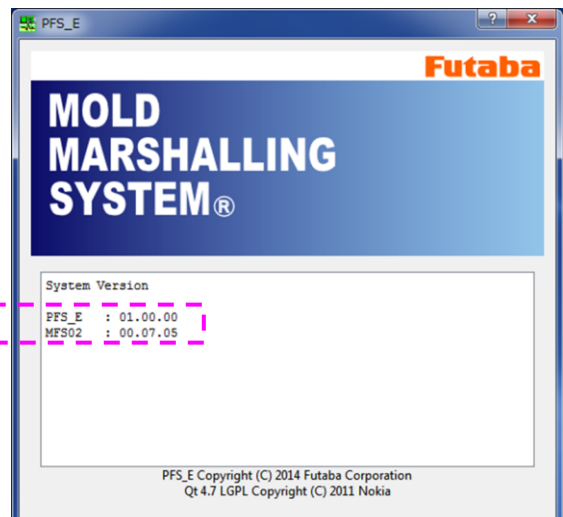 PFS_E
Futaba
MOLD
MARSHALLING
SYSTEM®
System Version
PFS_E : 01.00.00
MFS02 : 00.07.05
PFS_E Copyright (C) 2014 Futaba Corporation
Qt 4.7 LGPL Copyright (C) 2011 Nokia